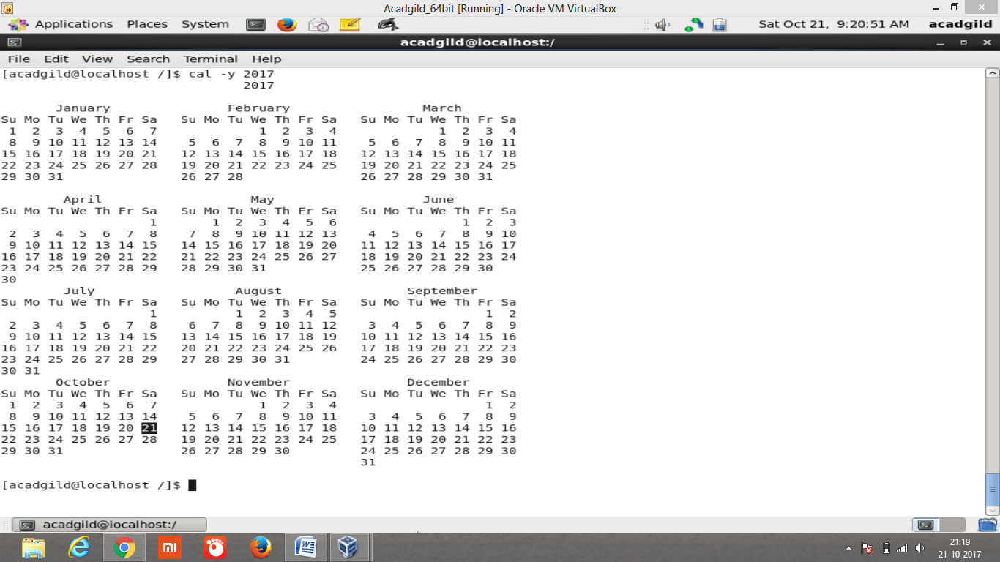 Acadgild_64bit [Running] - Oracle VM VirtualBox
Applications Places System Sat Oct 21, 9:20:51 AM acadgild
acadgild@localhost:/
File Edit View Search Terminal Help
[acadgild@localhost /]$ cal -y 2017
                               2017

       January               February                 March
Su Mo Tu We Th Fr Sa   Su Mo Tu We Th Fr Sa   Su Mo Tu We Th Fr Sa
 1  2  3  4  5  6  7             1  2  3  4             1  2  3  4
 8  9 10 11 12 13 14    5  6  7  8  9 10 11    5  6  7  8  9 10 11
15 16 17 18 19 20 21   12 13 14 15 16 17 18   12 13 14 15 16 17 18
22 23 24 25 26 27 28   19 20 21 22 23 24 25   19 20 21 22 23 24 25
29 30 31               26 27 28               26 27 28 29 30 31

        April                   May                   June
Su Mo Tu We Th Fr Sa   Su Mo Tu We Th Fr Sa   Su Mo Tu We Th Fr Sa
                   1       1  2  3  4  5  6                1  2  3
 2  3  4  5  6  7  8    7  8  9 10 11 12 13    4  5  6  7  8  9 10
 9 10 11 12 13 14 15   14 15 16 17 18 19 20   11 12 13 14 15 16 17
16 17 18 19 20 21 22   21 22 23 24 25 26 27   18 19 20 21 22 23 24
23 24 25 26 27 28 29   28 29 30 31            25 26 27 28 29 30
30
        July                  August                September
Su Mo Tu We Th Fr Sa   Su Mo Tu We Th Fr Sa   Su Mo Tu We Th Fr Sa
                   1          1  2  3  4  5                   1  2
 2  3  4  5  6  7  8    6  7  8  9 10 11 12    3  4  5  6  7  8  9
 9 10 11 12 13 14 15   13 14 15 16 17 18 19   10 11 12 13 14 15 16
16 17 18 19 20 21 22   20 21 22 23 24 25 26   17 18 19 20 21 22 23
23 24 25 26 27 28 29   27 28 29 30 31         24 25 26 27 28 29 30
30 31
       October               November               December
Su Mo Tu We Th Fr Sa   Su Mo Tu We Th Fr Sa   Su Mo Tu We Th Fr Sa
 1  2  3  4  5  6  7             1  2  3  4                   1  2
 8  9 10 11 12 13 14    5  6  7  8  9 10 11    3  4  5  6  7  8  9
15 16 17 18 19 20 21   12 13 14 15 16 17 18   10 11 12 13 14 15 16
22 23 24 25 26 27 28   19 20 21 22 23 24 25   17 18 19 20 21 22 23
29 30 31               26 27 28 29 30         24 25 26 27 28 29 30
                                              31

[acadgild@localhost /]$
acadgild@localhost:/
mi
21:19
21-10-2017